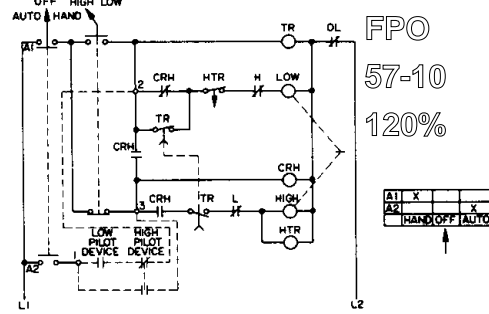 OFF HIGH LOW
AUTO HAND
A1
TR
OL
FPO
57-10
120%
2
CRH
HTR
H
LOW
TR
CRH
CRH
3
CRH
TR
L
HIGH
HTR
LOW PILOT DEVICE
HIGH PILOT DEVICE
A2
1
L1
L2
A1 X
A2 X
HAND OFF AUTO